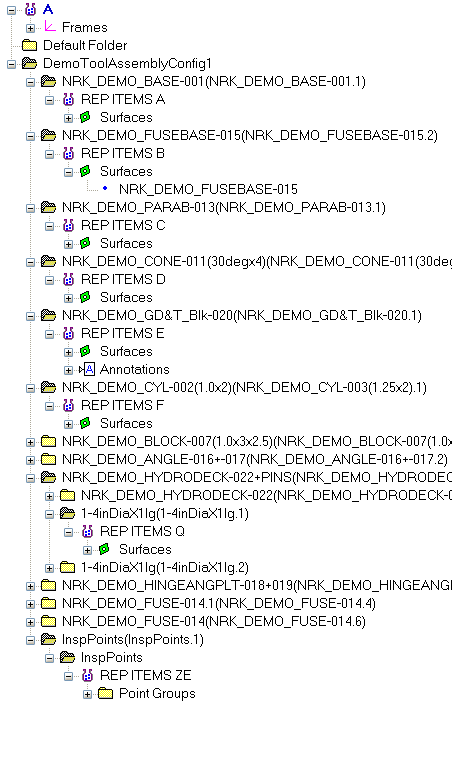 A
Frames
Default Folder
DemoToolAssemblyConfig1
NRK_DEMO_BASE-001(NRK_DEMO_BASE-001.1)
REP ITEMS A
Surfaces
NRK_DEMO_FUSEBASE-015(NRK_DEMO_FUSEBASE-015.2)
REP ITEMS B
Surfaces
NRK_DEMO_FUSEBASE-015
NRK_DEMO_PARAB-013(NRK_DEMO_PARAB-013.1)
REP ITEMS C
Surfaces
NRK_DEMO_CONE-011(30degx4)(NRK_DEMO_CONE-011(30deg
REP ITEMS D
Surfaces
NRK_DEMO_GD&T_Blk-020(NRK_DEMO_GD&T_Blk-020.1)
REP ITEMS E
Surfaces
A Annotations
NRK_DEMO_CYL-002(1.0x2)(NRK_DEMO_CYL-003(1.25x2).1)
REP ITEMS F
Surfaces
NRK_DEMO_BLOCK-007(1.0x3x2.5)(NRK_DEMO_BLOCK-007(1.0x
NRK_DEMO_ANGLE-016+-017(NRK_DEMO_ANGLE-016+-017.2)
NRK_DEMO_HYDRODECK-022+PINS(NRK_DEMO_HYDRODEC
NRK_DEMO_HYDRODECK-022(NRK_DEMO_HYDRODECK-0
1-4inDiaX1lg(1-4inDiaX1lg.1)
REP ITEMS Q
Surfaces
1-4inDiaX1lg(1-4inDiaX1lg.2)
NRK_DEMO_HINGEANGPLT-018+019(NRK_DEMO_HINGEANGI
NRK_DEMO_FUSE-014.1(NRK_DEMO_FUSE-014.4)
NRK_DEMO_FUSE-014(NRK_DEMO_FUSE-014.6)
InspPoints(InspPoints.1)
InspPoints
REP ITEMS ZE
Point Groups